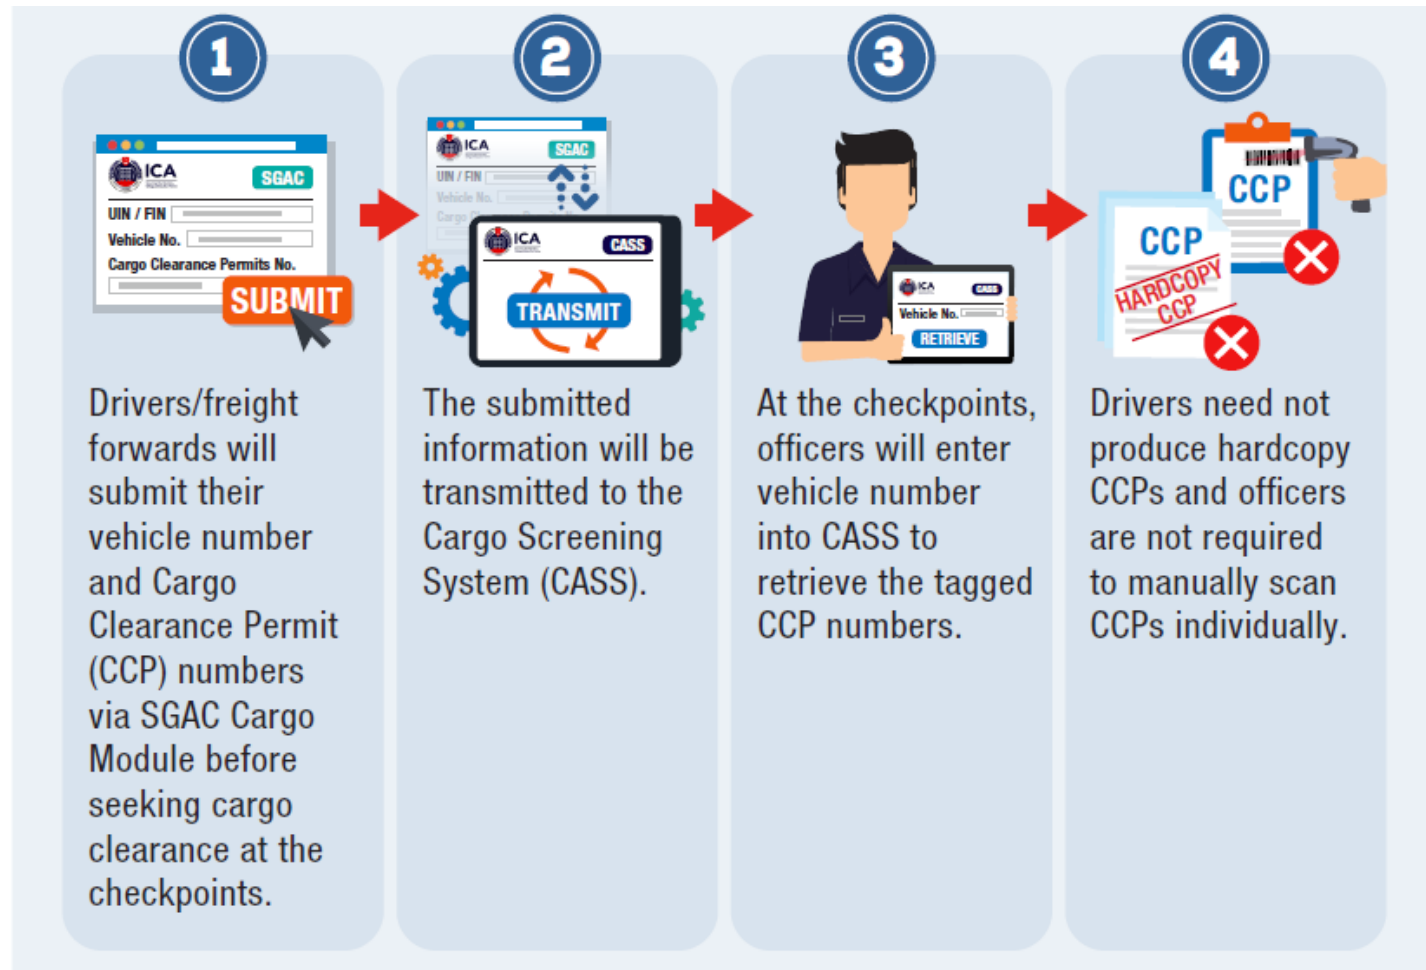 1
ICA
SGAC
UIN / FIN
Vehicle No.
Cargo Clearance Permits No.
SUBMIT
Drivers/freight
forwards will
submit their
vehicle number
and Cargo
Clearance Permit
(CCP) numbers
via SGAC Cargo
Module before
seeking cargo
clearance at the
checkpoints.
2
ICA
SGAC
UIN / FIN
Vehicle No.
ICA
CASS
TRANSMIT
The submitted
information will be
transmitted to the
Cargo Screening
System (CASS).
3
ICA
CASS
Vehicle No.
RETRIEVE
At the checkpoints,
officers will enter
vehicle number
into CASS to
retrieve the tagged
CCP numbers.
4
CCP
CCP
HARDCOPY
CCP
Drivers need not
produce hardcopy
CCPs and officers
are not required
to manually scan
CCPs individually.